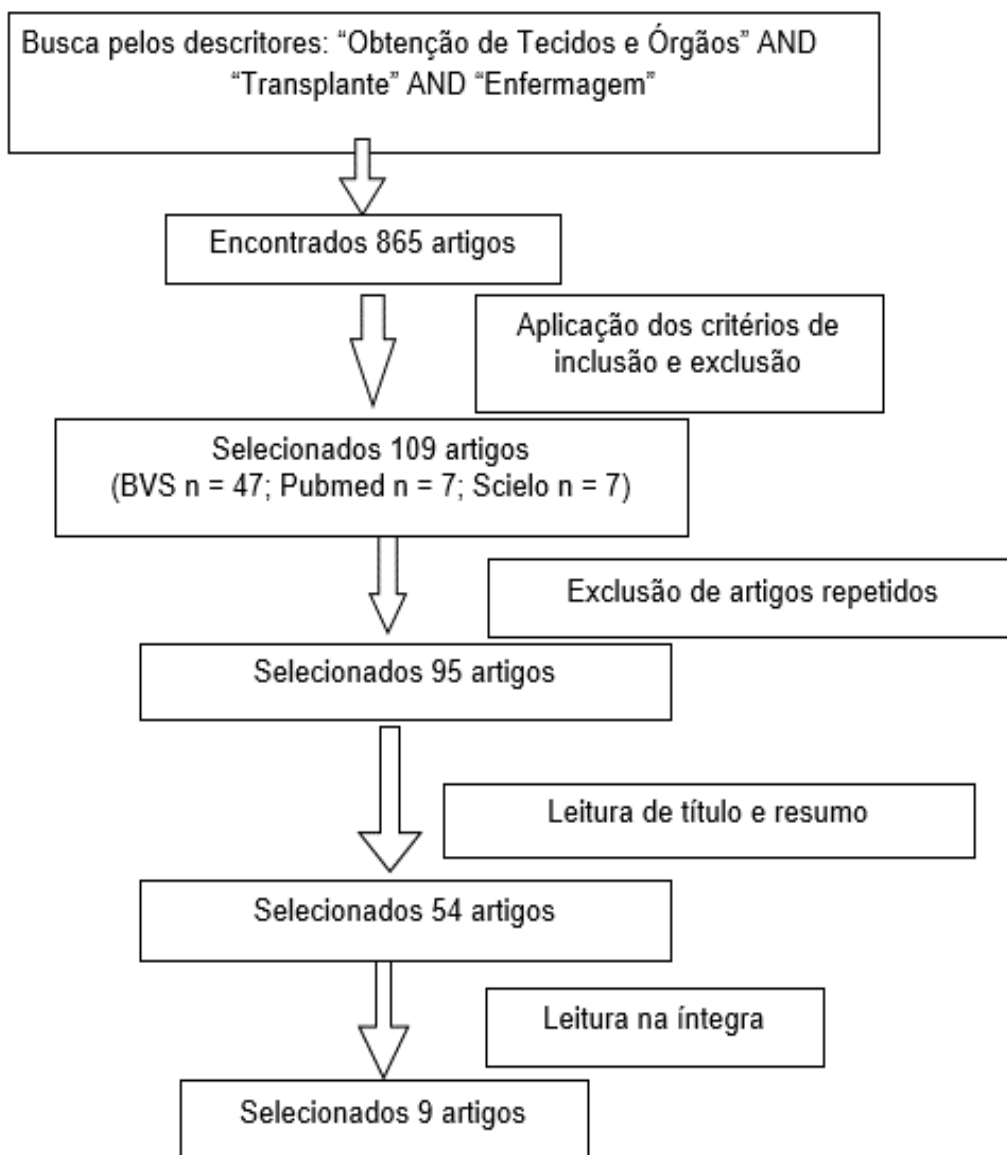 Busca pelos descritores: “Obtenção de Tecidos e Órgãos” AND
“Transplante” AND “Enfermagem”
Encontrados 865 artigos
Aplicação dos critérios de
inclusão e exclusão
Selecionados 109 artigos
(BVS n = 47; Pubmed n = 7; Scielo n = 7)
Exclusão de artigos repetidos
Selecionados 95 artigos
Leitura de título e resumo
Selecionados 54 artigos
Leitura na íntegra
Selecionados 9 artigos